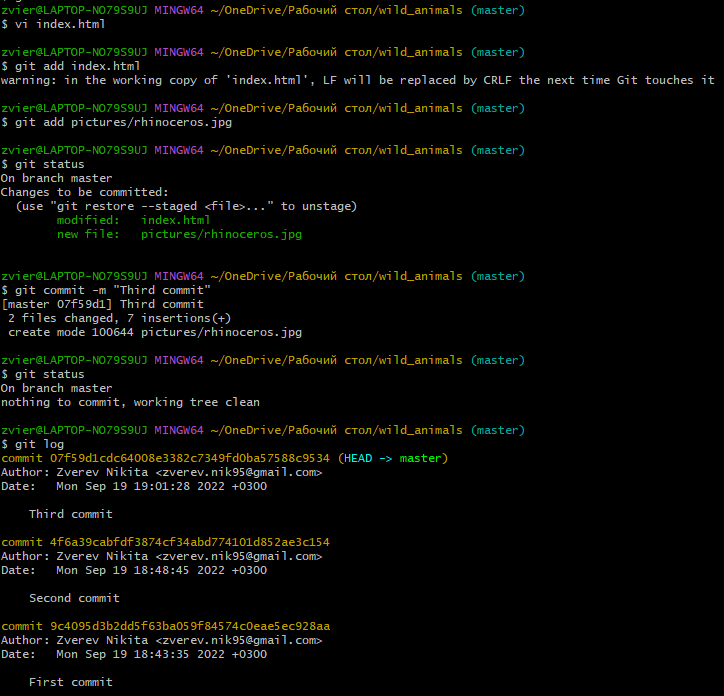 zvier@LAPTOP-NO79S9UJ MINGW64 ~/OneDrive/Рабочий стол/wild_animals (master)
$ vi index.html

zvier@LAPTOP-NO79S9UJ MINGW64 ~/OneDrive/Рабочий стол/wild_animals (master)
$ git add index.html
warning: in the working copy of 'index.html', LF will be replaced by CRLF the next time Git touches it

zvier@LAPTOP-NO79S9UJ MINGW64 ~/OneDrive/Рабочий стол/wild_animals (master)
$ git add pictures/rhinoceros.jpg

zvier@LAPTOP-NO79S9UJ MINGW64 ~/OneDrive/Рабочий стол/wild_animals (master)
$ git status
On branch master
Changes to be committed:
  (use "git restore --staged <file>..." to unstage)
        modified:   index.html
        new file:   pictures/rhinoceros.jpg


zvier@LAPTOP-NO79S9UJ MINGW64 ~/OneDrive/Рабочий стол/wild_animals (master)
$ git commit -m "Third commit"
[master 07f59d1] Third commit
 2 files changed, 7 insertions(+)
 create mode 100644 pictures/rhinoceros.jpg

zvier@LAPTOP-NO79S9UJ MINGW64 ~/OneDrive/Рабочий стол/wild_animals (master)
$ git status
On branch master
nothing to commit, working tree clean

zvier@LAPTOP-NO79S9UJ MINGW64 ~/OneDrive/Рабочий стол/wild_animals (master)
$ git log
commit 07f59d1cdc64008e3382c7349fd0ba57588c9534 (HEAD -> master)
Author: Zverev Nikita <zverev.nik95@gmail.com>
Date:   Mon Sep 19 19:01:28 2022 +0300

    Third commit

commit 4f6a39cabfdf3874cf34abd774101d852ae3c154
Author: Zverev Nikita <zverev.nik95@gmail.com>
Date:   Mon Sep 19 18:48:45 2022 +0300

    Second commit

commit 9c4095d3b2dd5f63ba059f84574c0eae5ec928aa
Author: Zverev Nikita <zverev.nik95@gmail.com>
Date:   Mon Sep 19 18:43:35 2022 +0300

    First commit